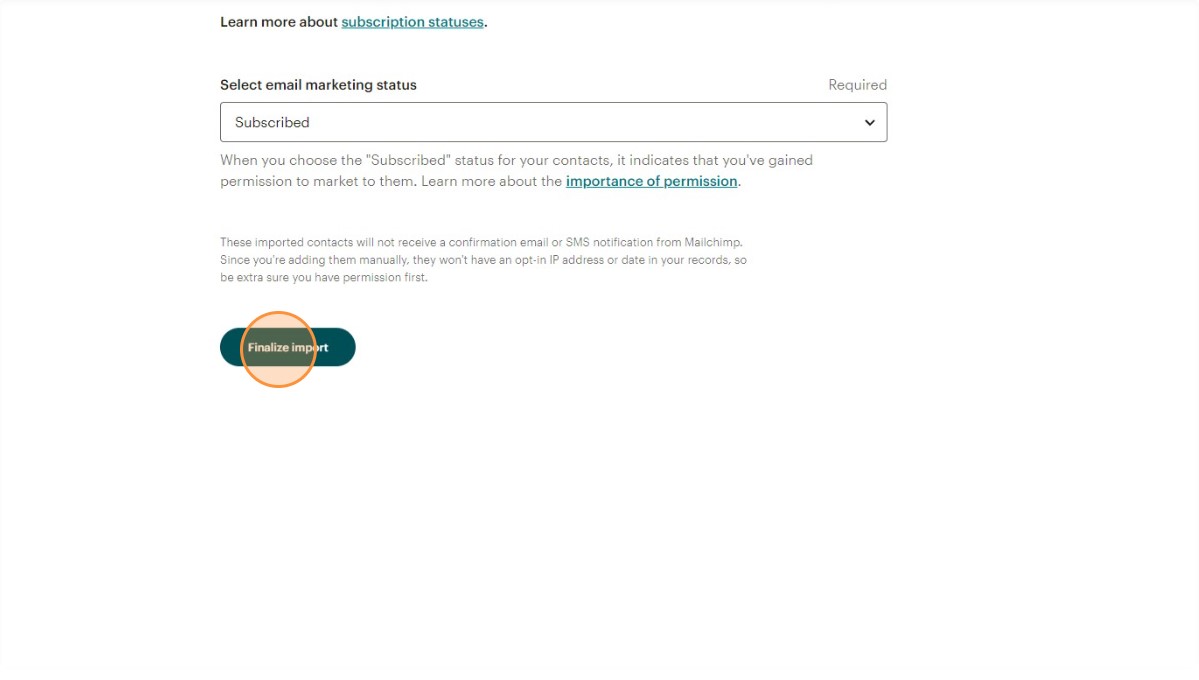 Learn more about subscription statuses.
Select email marketing status Required
Subscribed
When you choose the "Subscribed" status for your contacts, it indicates that you've gained
permission to market to them. Learn more about the importance of permission.
These imported contacts will not receive a confirmation email or SMS notification from Mailchimp.
Since you're adding them manually, they won't have an opt-in IP address or date in your records, so
be extra sure you have permission first.
Finalize import